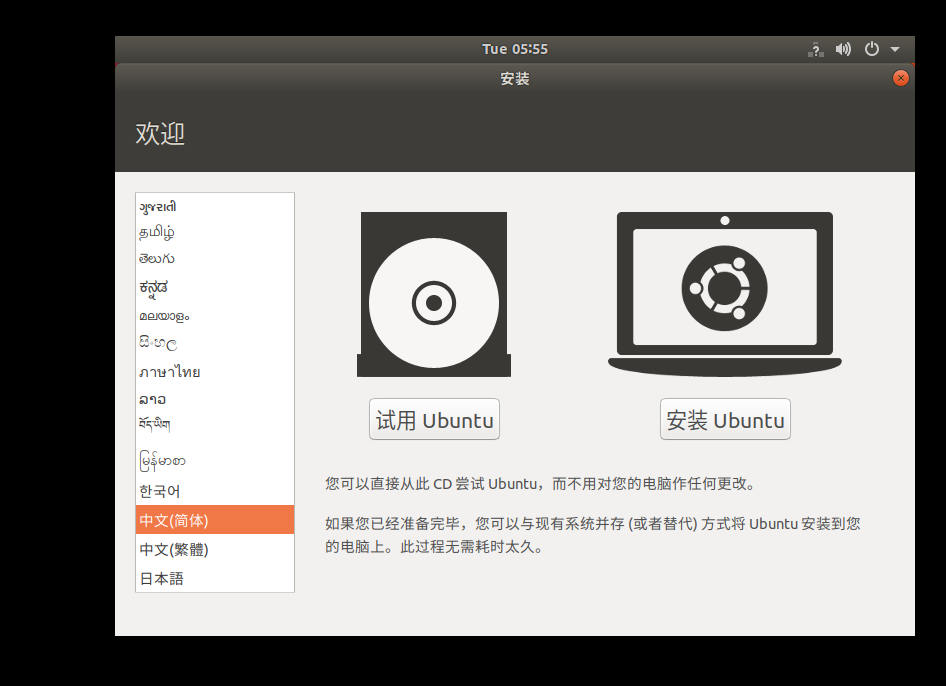 Tue 05:55
安装
欢迎
ગુજરાતી
தமிழ்
తెలుగు
ಕನ್ನಡ
മലയാളം
සිංහල
ภาษาไทย
ລາວ
བོད་ཡིག
မြန်မာစာ
한국어
中文(简体)
中文(繁體)
日本語
试用 Ubuntu
安装 Ubuntu
您可以直接从此 CD 尝试 Ubuntu，而不用对您的电脑作任何更改。
如果您已经准备完毕，您可以与现有系统并存 (或者替代) 方式将 Ubuntu 安装到您
的电脑上。此过程无需耗时太久。